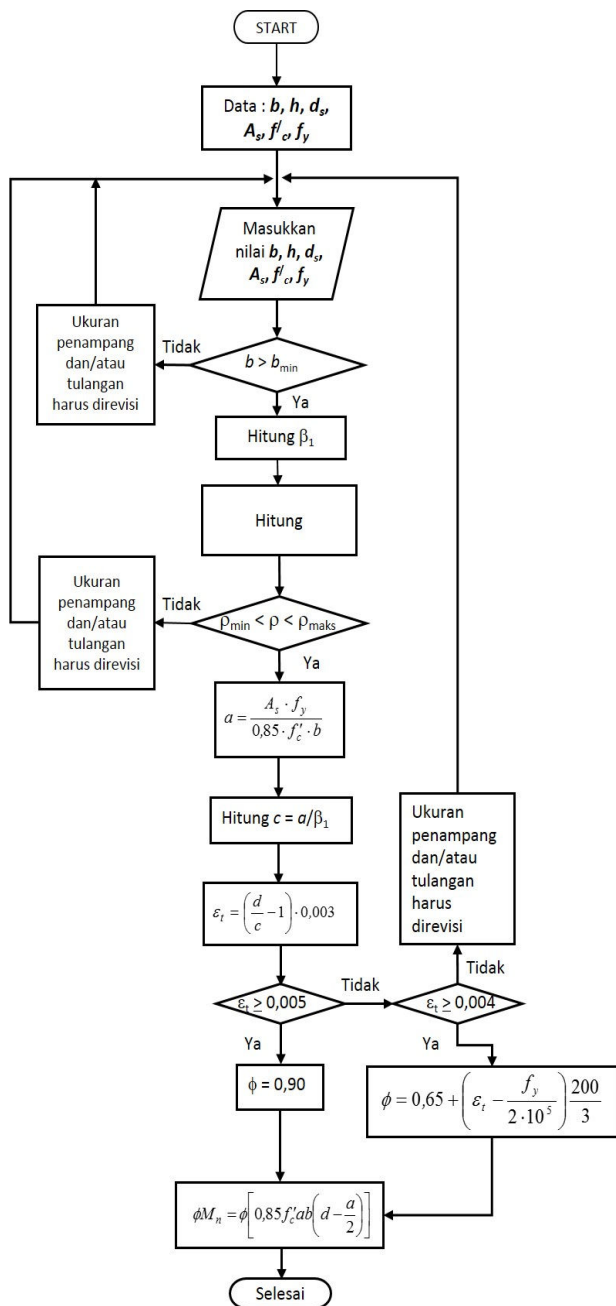 START
Data : b, h, dₛ,
Aₛ, f′c, fy
Masukkan
nilai b, h, dₛ,
Aₛ, f′c, fy
Ukuran
penampang
dan/atau
tulangan
harus direvisi
Tidak
b > bmin
Ya
Hitung β₁
Hitung
Ukuran
penampang
dan/atau
tulangan
harus direvisi
Tidak
ρmin < ρ < ρmaks
Ya
a = (Aₛ · fy) / (0,85 · f′c · b)
Hitung c = a/β₁
Ukuran
penampang
dan/atau
tulangan
harus
direvisi
εₜ = (d/c − 1) · 0,003
Tidak
εₜ ≥ 0,005
Tidak
εₜ ≥ 0,004
Ya
Ya
ϕ = 0,90
ϕ = 0,65 + (εₜ − fy / (2 · 10⁵)) 200/3
ϕMₙ = ϕ[0,85f′c ab(d − a/2)]
Selesai